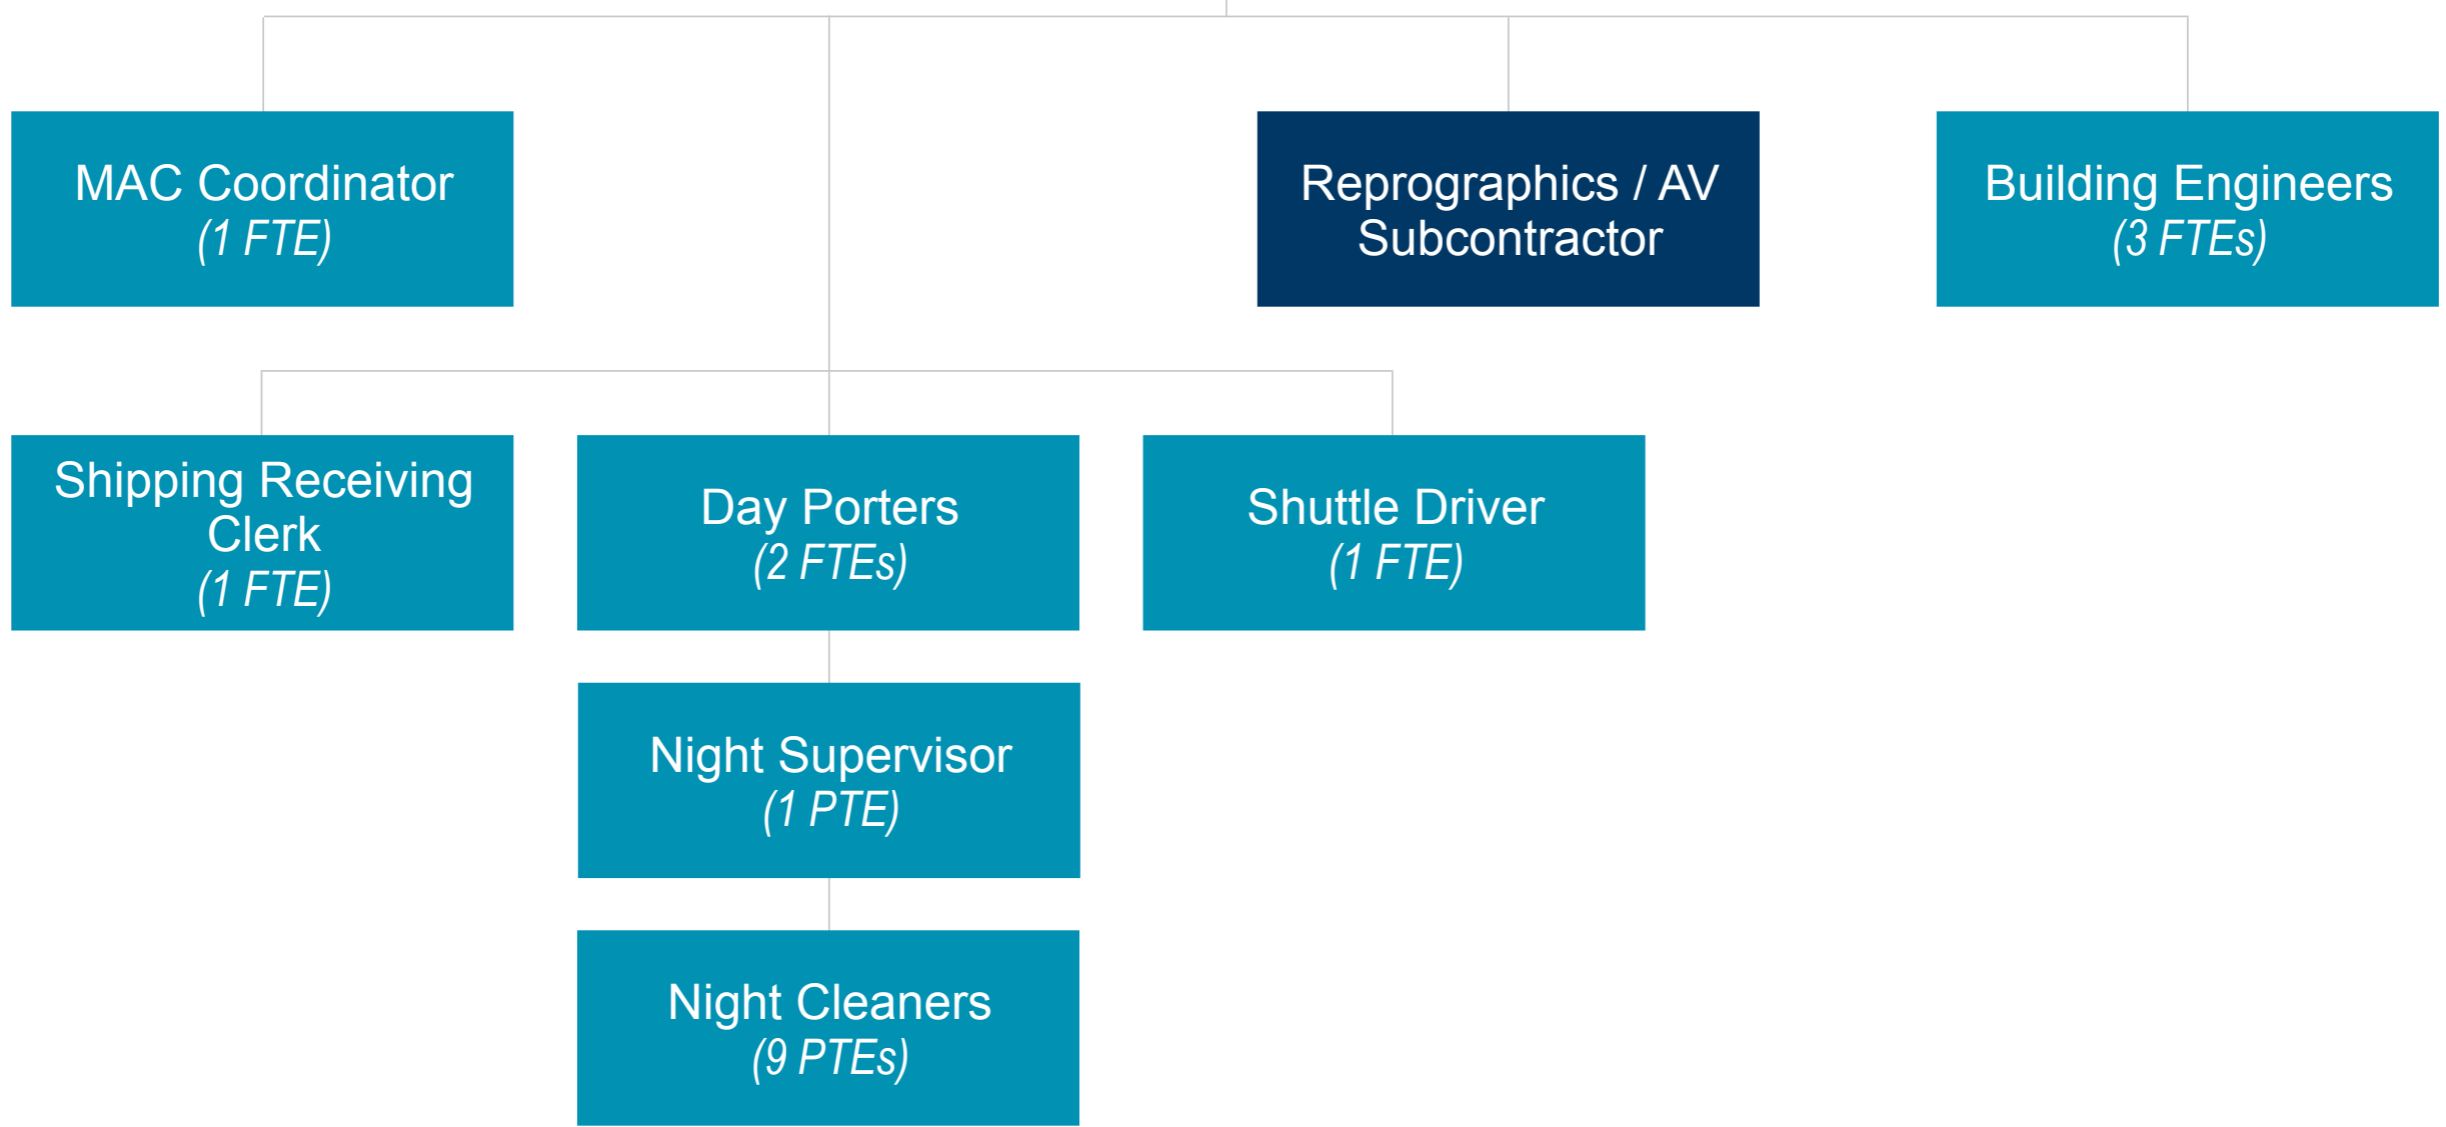 MAC Coordinator
(1 FTE)
Reprographics / AV
Subcontractor
Building Engineers
(3 FTEs)
Shipping Receiving
Clerk
(1 FTE)
Day Porters
(2 FTEs)
Shuttle Driver
(1 FTE)
Night Supervisor
(1 PTE)
Night Cleaners
(9 PTEs)